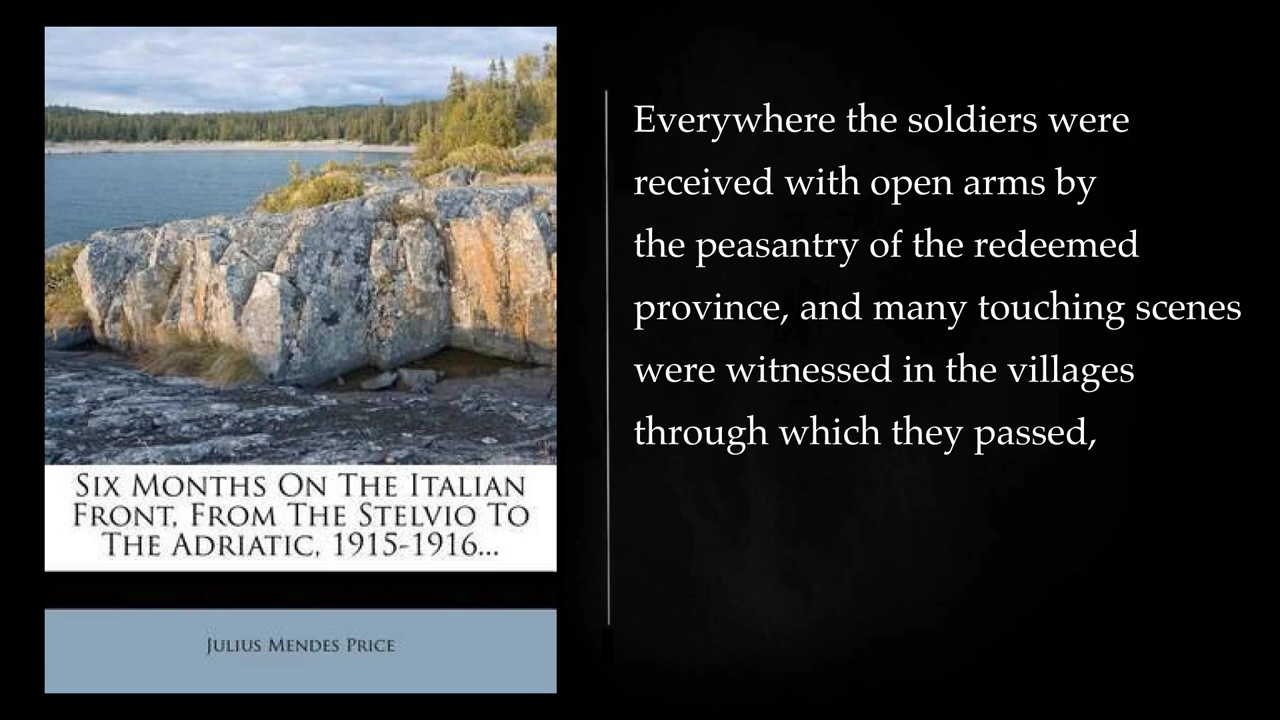 Six Months On The Italian
Front, From The Stelvio To
The Adriatic, 1915-1916...
Julius Mendes Price
Everywhere the soldiers were
received with open arms by
the peasantry of the redeemed
province, and many touching scenes
were witnessed in the villages
through which they passed,